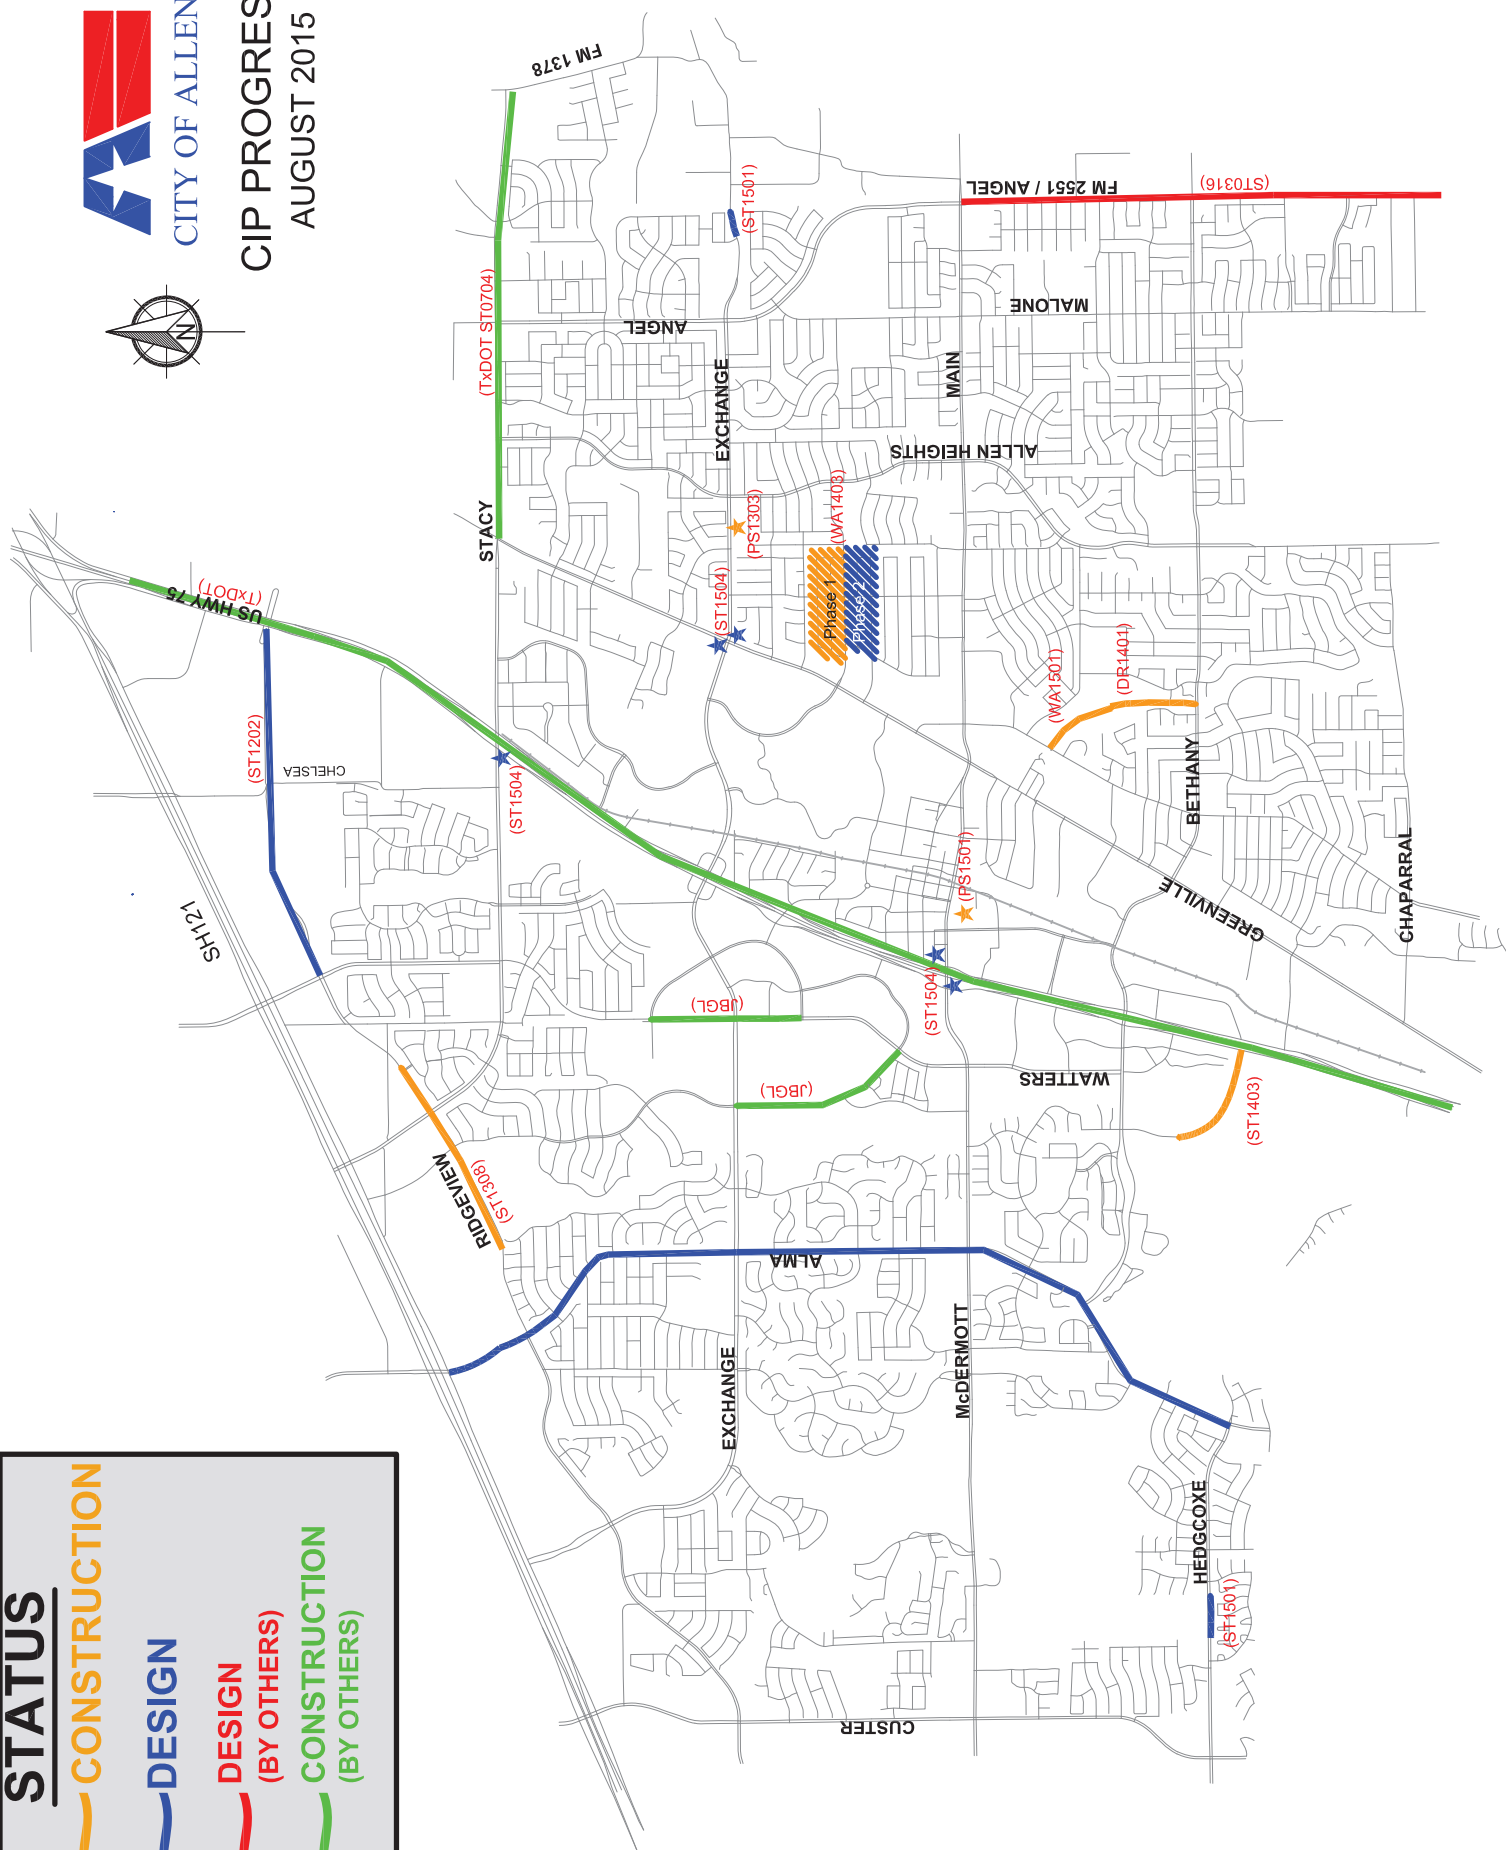 CITY OF ALLEN
CIP PROGRES
AUGUST 2015
N
STATUS
CONSTRUCTION
DESIGN
DESIGN
(BY OTHERS)
CONSTRUCTION
(BY OTHERS)
SH121
US HWY 75
(TxDOT)
(ST1202)
CHELSEA
STACY
(TxDOT ST0704)
FM 1378
(ST1504)
RIDGEVIEW
(ST1308)
ANGEL
EXCHANGE
(ST1501)
(PS1303)
(ST1504)
(JBGL)
(JBGL)
Phase 1
Phase 2
(WA1403)
ALLEN HEIGHTS
MAIN
MALONE
FM 2551 / ANGEL
(ST0316)
ALMA
EXCHANGE
McDERMOTT
(ST1504)
(PS1501)
(WA1501)
(DR1401)
WATTERS
BETHANY
GREENVILLE
CHAPARRAL
(ST1403)
CUSTER
HEDGCOXE
(ST1501)